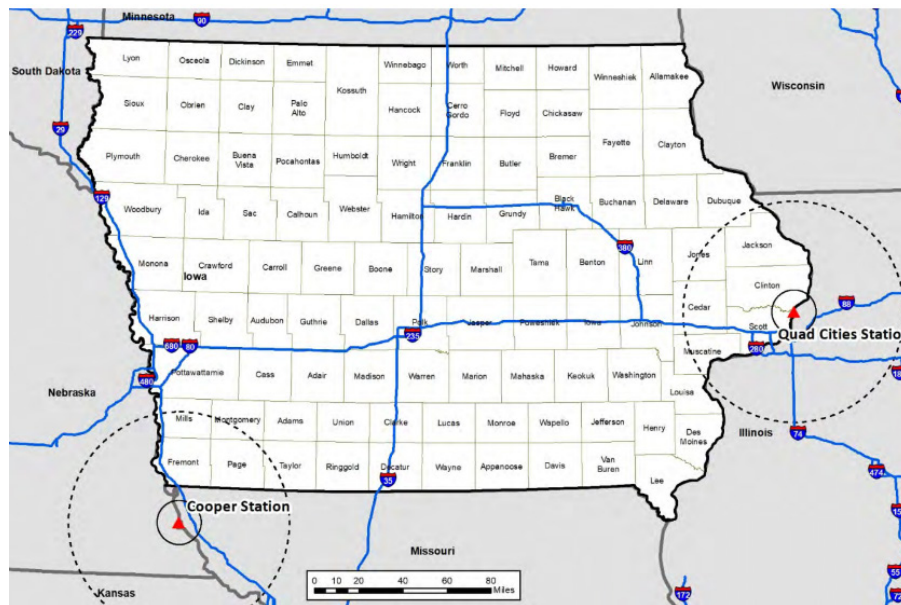 Minnesota
90
229
South Dakota
Lyon
Osceola
Dickinson
Emmet
Winnebago
Worth
Mitchell
Howard
Winneshiek
Allamakee
Kossuth
Wisconsin
Sioux
Obrien
Clay
Palo
Alto
Hancock
Cerro
Gordo
Floyd
Chickasaw
29
Fayette
Clayton
Plymouth
Cherokee
Buena
Vista
Pocahontas
Humboldt
Wright
Franklin
Butler
Bremer
129
Woodbury
Ida
Sac
Calhoun
Webster
Hamilton
Hardin
Grundy
Black
Hawk
Buchanan
Delaware
Dubuque
380
Jackson
Monona
Iowa
Crawford
Carroll
Greene
Boone
Story
Marshall
Tama
Benton
Linn
Jones
Clinton
88
Harrison
Shelby
Audubon
Guthrie
Dallas
Polk
Jasper
Poweshiek
Iowa
Johnson
Cedar
Scott
Quad Cities Station
680
80
235
280
Muscatine
Nebraska
480
Pottawattamie
Cass
Adair
Madison
Warren
Marion
Mahaska
Keokuk
Washington
Louisa
18
Mills
Montgomery
Adams
Union
Clarke
Lucas
Monroe
Wapello
Jefferson
Henry
Des
Moines
Illinois
74
Fremont
Page
Taylor
Ringgold
Decatur
Wayne
Appanoose
Davis
Van
Buren
Lee
474
35
Cooper Station
15
Missouri
Kansas
0 10 20 40 60 80
Miles
172
55
72